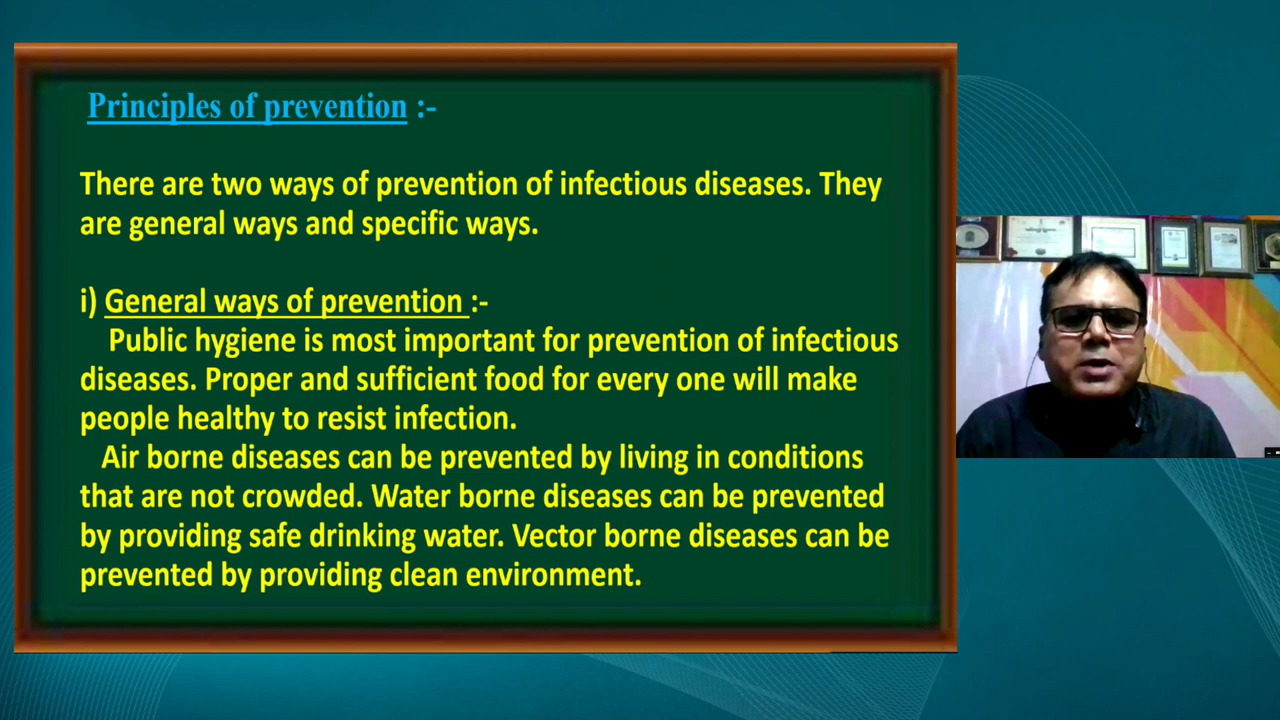 Principles of prevention :-
There are two ways of prevention of infectious diseases. They
are general ways and specific ways.
i) General ways of prevention :-
Public hygiene is most important for prevention of infectious
diseases. Proper and sufficient food for every one will make
people healthy to resist infection.
Air borne diseases can be prevented by living in conditions
that are not crowded. Water borne diseases can be prevented
by providing safe drinking water. Vector borne diseases can be
prevented by providing clean environment.